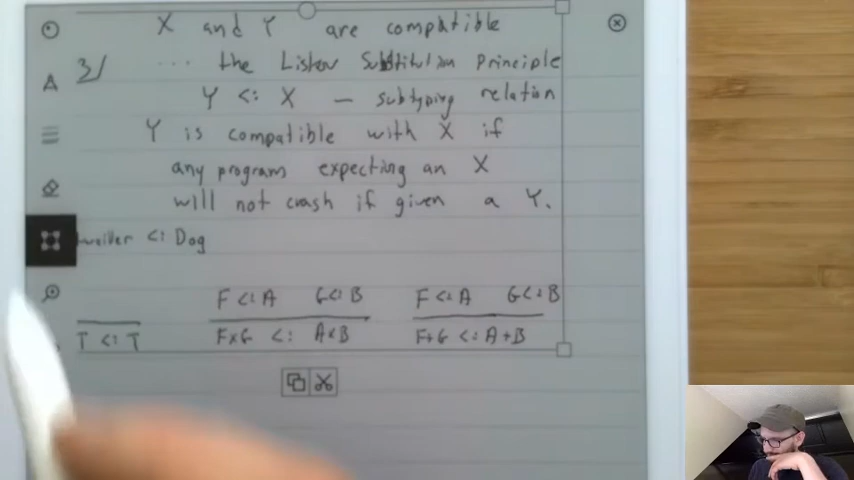 X and Y are compatible
3/ ... the Liskov Substitution Principle
Y <: X — subtyping relation
Y is compatible with X if
any program expecting an X
will not crash if given a Y.
weiler <: Dog
F <: A G <: B F <: A G <: B
T <: T F×G <: A×B F+G <: A+B